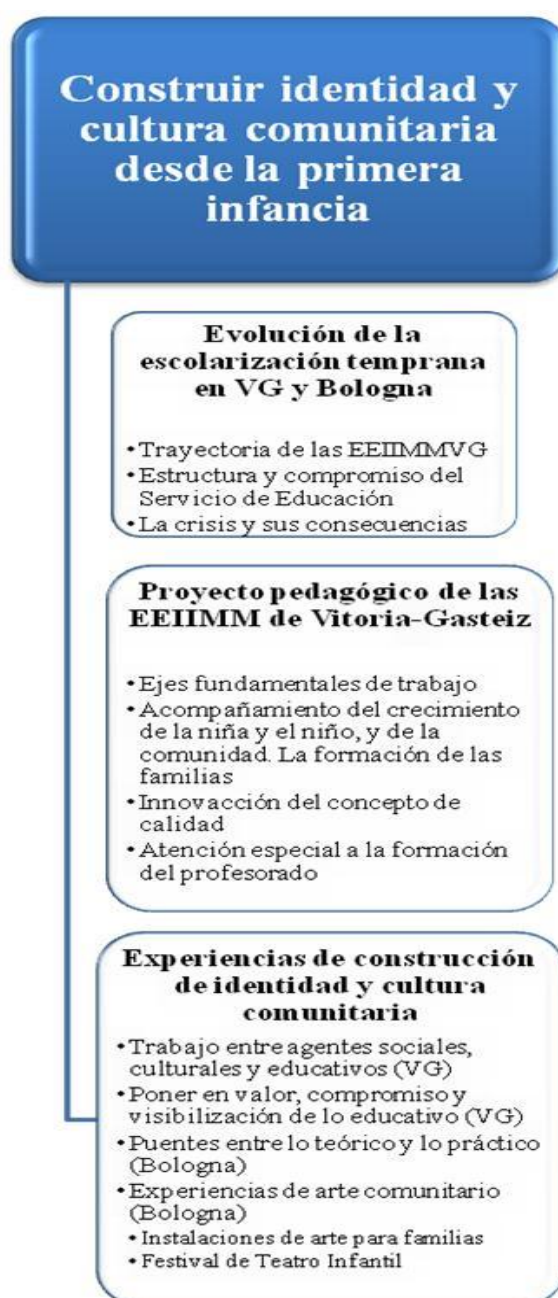 Construir identidad y
cultura comunitaria
desde la primera
infancia
Evolución de la
escolarización temprana
en VG y Bologna
• Trayectoria de las EEIIMMVG
• Estructura y compromiso del
Servicio de Educación
• La crisis y sus consecuencias
Proyecto pedagógico de las
EEIIMM de Vitoria-Gasteiz
• Ejes fundamentales de trabajo
• Acompañamiento del crecimiento
de la niña y el niño, y de la
comunidad. La formación de las
familias
• Innovacción del concepto de
calidad
• Atención especial a la formación
del profesorado
Experiencias de construcción
de identidad y cultura
comunitaria
• Trabajo entre agentes sociales,
culturales y educativos (VG)
• Poner en valor, compromiso y
visibilización de lo educativo (VG)
• Puentes entre lo teórico y lo práctico
(Bologna)
• Experiencias de arte comunitario
(Bologna)
• Instalaciones de arte para familias
• Festival de Teatro Infantil